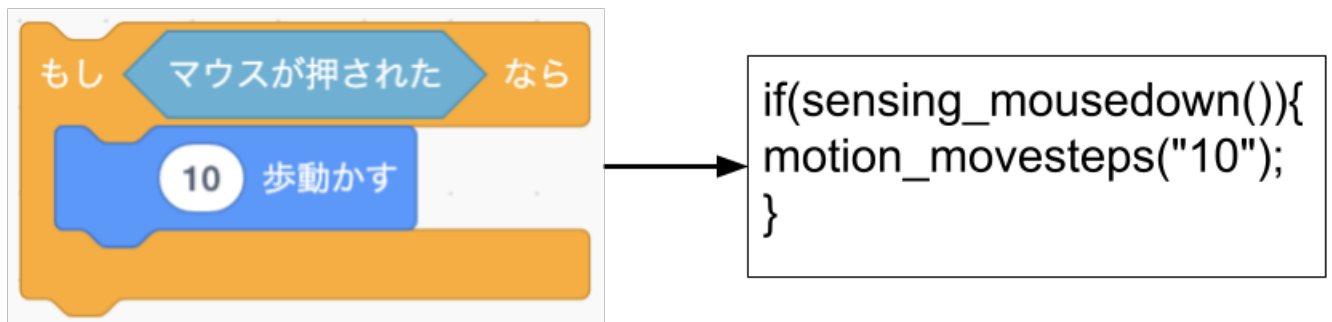 もし マウスが押された なら
10 歩動かす
if(sensing_mousedown()){
motion_movesteps("10");
}